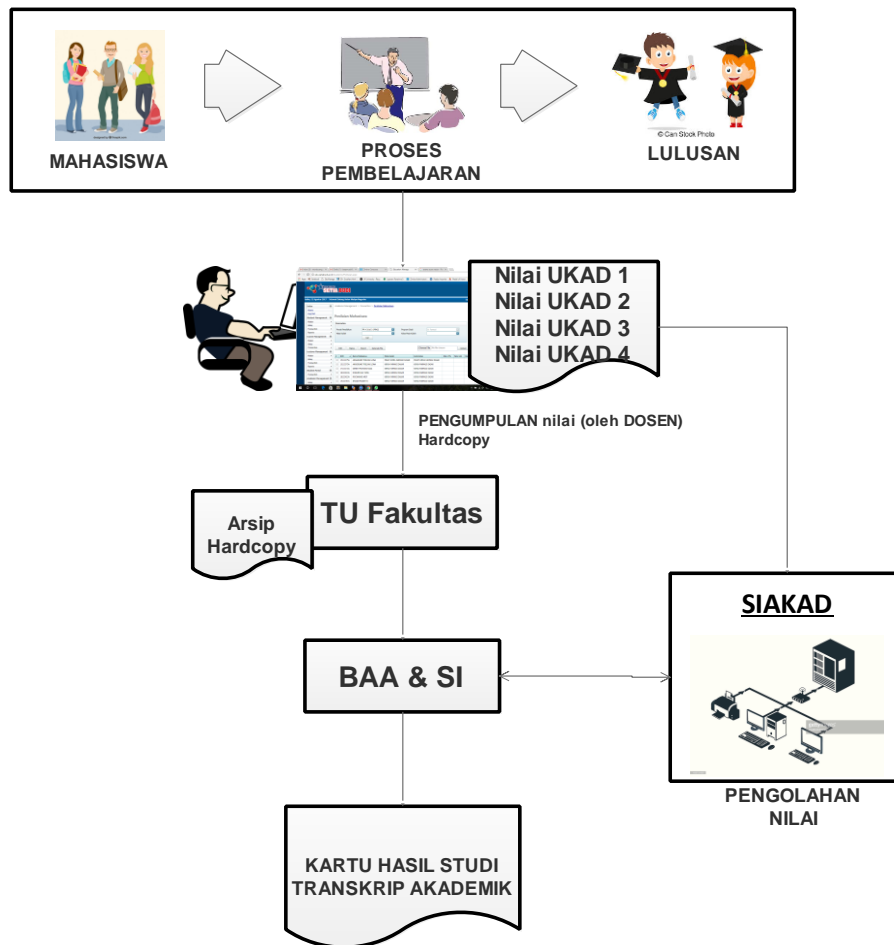 © Can Stock Photo
MAHASISWA
PROSES
PEMBELAJARAN
LULUSAN
Nilai UKAD 1
Nilai UKAD 2
Nilai UKAD 3
Nilai UKAD 4
PENGUMPULAN nilai (oleh DOSEN)
Hardcopy
TU Fakultas
Arsip
Hardcopy
SIAKAD
BAA & SI
PENGOLAHAN
NILAI
KARTU HASIL STUDI
TRANSKRIP AKADEMIK